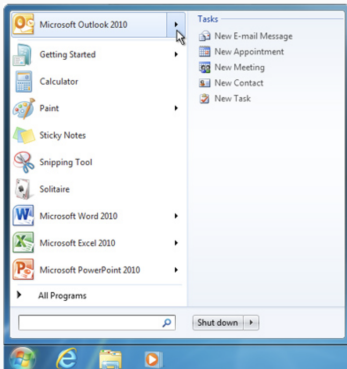 Microsoft Outlook 2010
Getting Started
Calculator
Paint
Sticky Notes
Snipping Tool
Solitaire
Microsoft Word 2010
Microsoft Excel 2010
Microsoft PowerPoint 2010
All Programs
Tasks
New E-mail Message
New Appointment
New Meeting
New Contact
New Task
Shut down